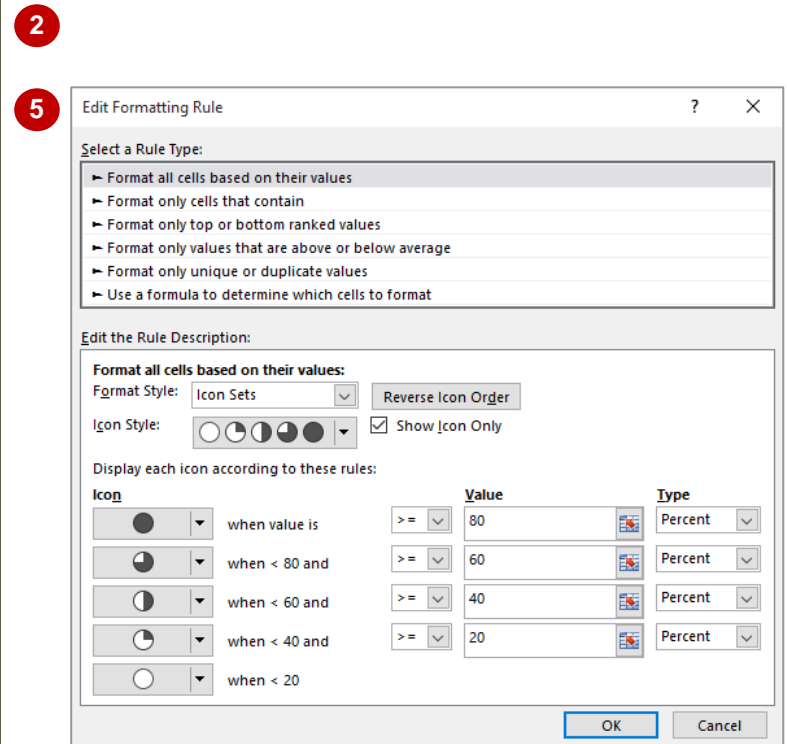 2
5
Edit Formatting Rule ? ×
Select a Rule Type:
► Format all cells based on their values
► Format only cells that contain
► Format only top or bottom ranked values
► Format only values that are above or below average
► Format only unique or duplicate values
► Use a formula to determine which cells to format
Edit the Rule Description:
Format all cells based on their values:
Format Style: Icon Sets Reverse Icon Order
Icon Style: Show Icon Only
Display each icon according to these rules:
Icon Value Type
when value is >= 80 Percent
when < 80 and >= 60 Percent
when < 60 and >= 40 Percent
when < 40 and >= 20 Percent
when < 20
OK Cancel